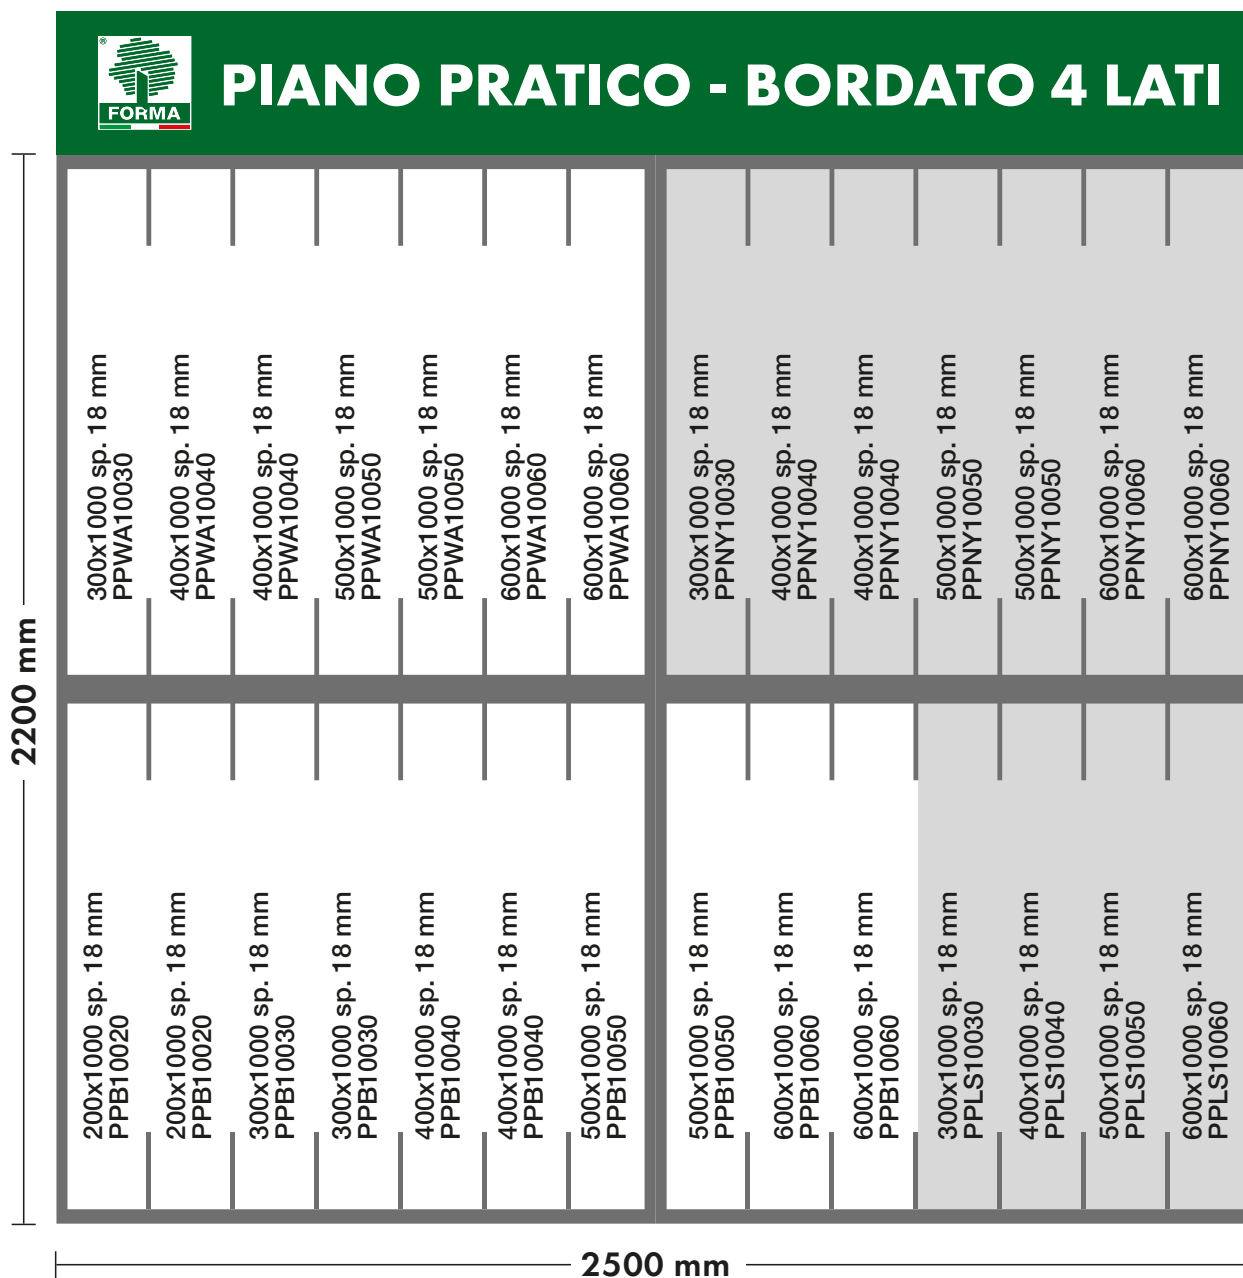 ®
FORMA
PIANO PRATICO - BORDATO 4 LATI
2200 mm
300x1000 sp. 18 mm
PPWA10030
400x1000 sp. 18 mm
PPWA10040
400x1000 sp. 18 mm
PPWA10040
500x1000 sp. 18 mm
PPWA10050
500x1000 sp. 18 mm
PPWA10050
600x1000 sp. 18 mm
PPWA10060
600x1000 sp. 18 mm
PPWA10060
300x1000 sp. 18 mm
PPNY10030
400x1000 sp. 18 mm
PPNY10040
400x1000 sp. 18 mm
PPNY10040
500x1000 sp. 18 mm
PPNY10050
500x1000 sp. 18 mm
PPNY10050
600x1000 sp. 18 mm
PPNY10060
600x1000 sp. 18 mm
PPNY10060
200x1000 sp. 18 mm
PPB10020
200x1000 sp. 18 mm
PPB10020
300x1000 sp. 18 mm
PPB10030
300x1000 sp. 18 mm
PPB10030
400x1000 sp. 18 mm
PPB10040
400x1000 sp. 18 mm
PPB10040
500x1000 sp. 18 mm
PPB10050
500x1000 sp. 18 mm
PPB10050
600x1000 sp. 18 mm
PPB10060
600x1000 sp. 18 mm
PPB10060
300x1000 sp. 18 mm
PPLS10030
400x1000 sp. 18 mm
PPLS10040
500x1000 sp. 18 mm
PPLS10050
600x1000 sp. 18 mm
PPLS10060
2500 mm